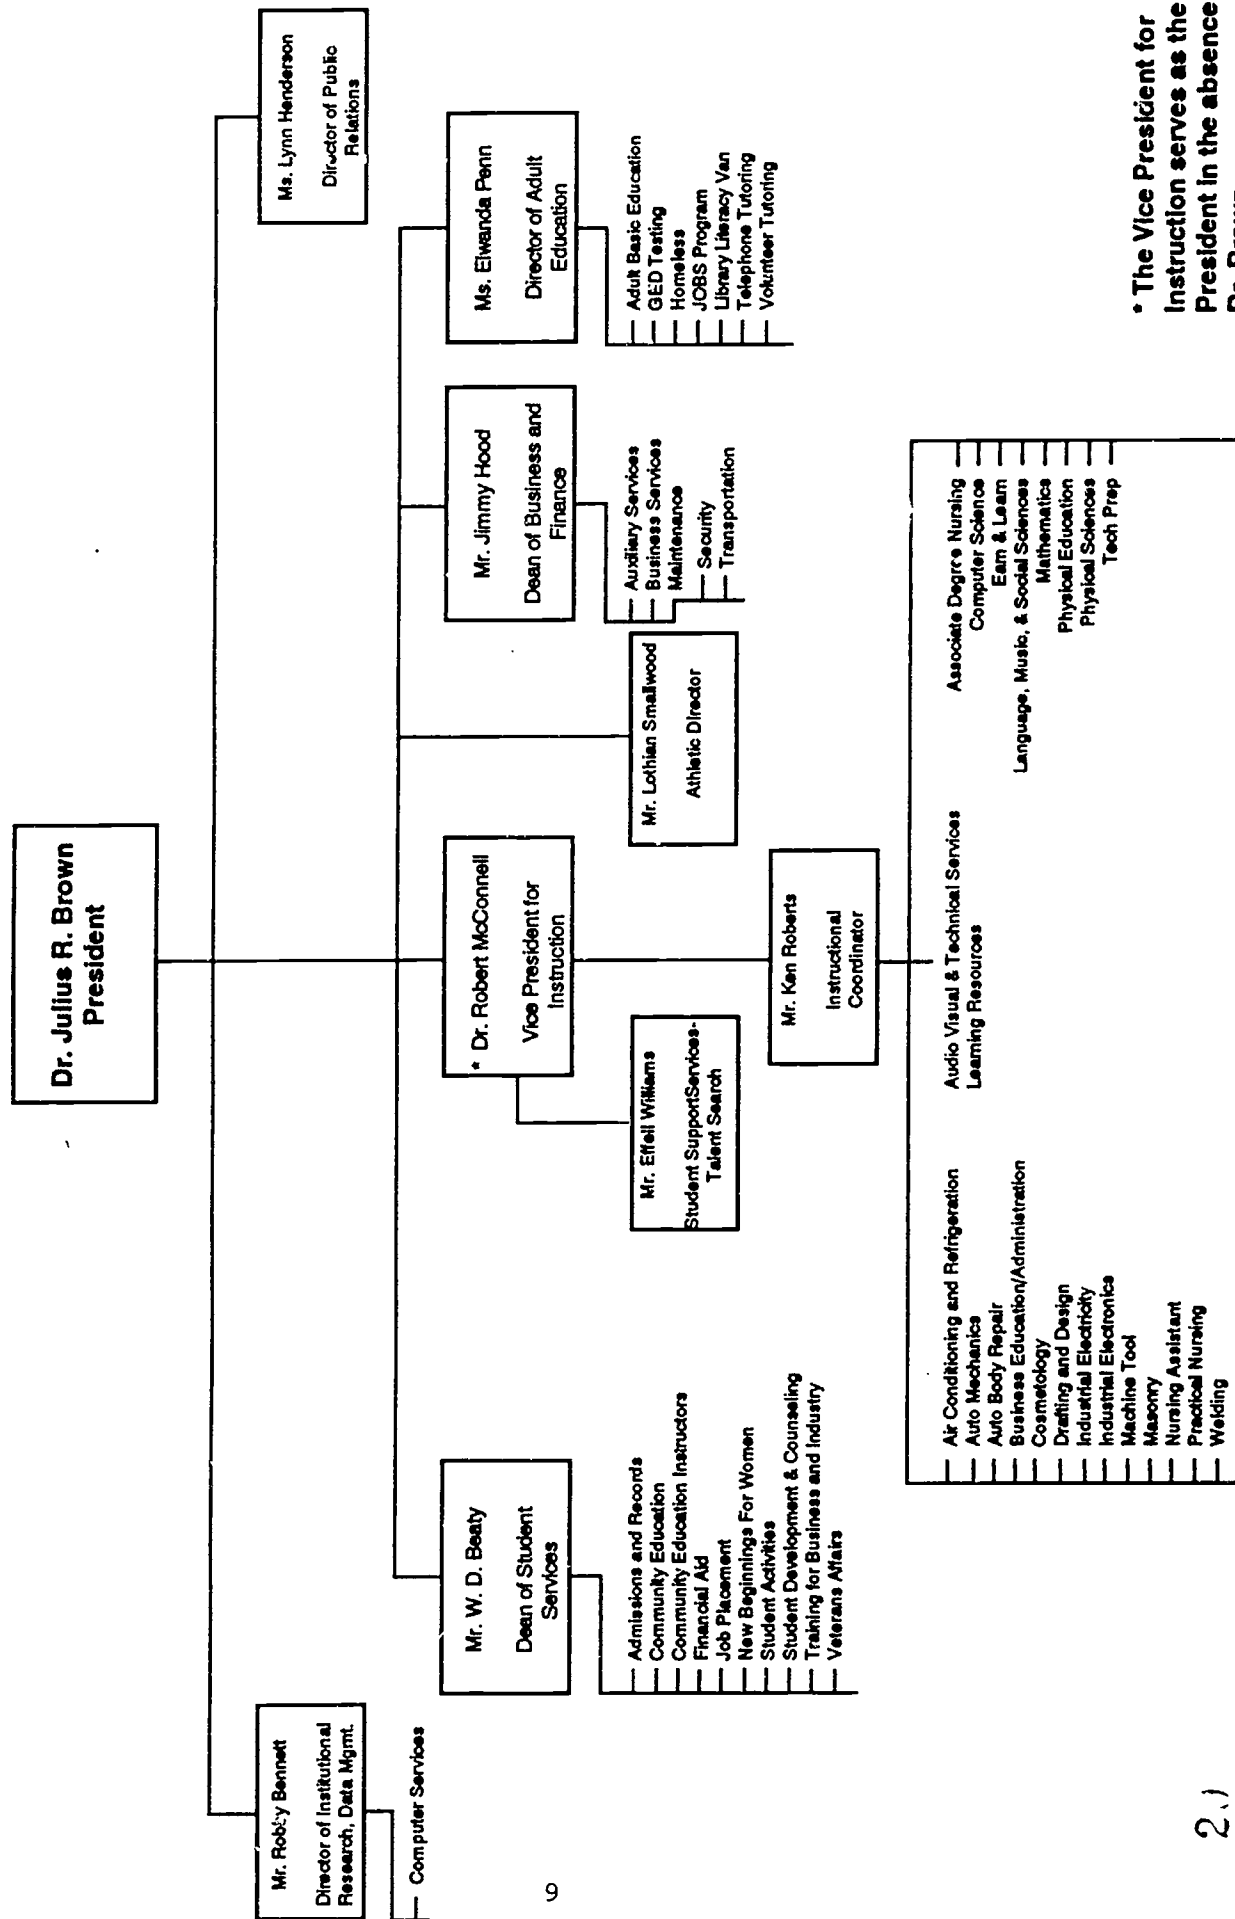 Dr. Julius R. Brown
President
Mr. Robby Bennett
Director of Institutional
Research, Data Mgmt.
Computer Services
Ms. Lynn Henderson
Director of Public
Relations
Mr. W. D. Beaty
Dean of Student
Services
Admissions and Records
Community Education
Community Education Instructors
Financial Aid
Job Placement
New Beginnings For Women
Student Activities
Student Development & Counseling
Training for Business and Industry
Veterans Affairs
* Dr. Robert McConnell
Vice President for
Instruction
Mr. Effell Williams
Student SupportServices-
Talent Search
Mr. Lothian Smallwood
Athletic Director
Mr. Jimmy Hood
Dean of Business and
Finance
Auxiliary Services
Business Services
Maintenance
Security
Transportation
Ms. Elwanda Penn
Director of Adult
Education
Adult Basic Education
GED Testing
Homeless
JOBS Program
Library Literacy Van
Telephone Tutoring
Volunteer Tutoring
Mr. Ken Roberts
Instructional
Coordinator
Air Conditioning and Refrigeration
Auto Mechanics
Auto Body Repair
Business Education/Administration
Cosmetology
Drafting and Design
Industrial Electricity
Industrial Electronics
Machine Tool
Masonry
Nursing Assistant
Practical Nursing
Welding
Audio Visual & Technical Services
Learning Resources
Associate Degree Nursing
Computer Science
Earn & Learn
Language, Music, & Social Sciences
Mathematics
Physical Education
Physical Sciences
Tech Prep
* The Vice President for
Instruction serves as the
President in the absence
9